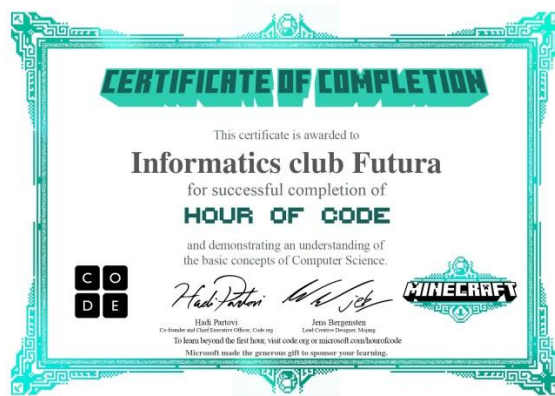 CERTIFICATE OF COMPLETION
This certificate is awarded to
Informatics club Futura
for successful completion of
HOUR OF CODE
and demonstrating an understanding of
the basic concepts of Computer Science.
C O
D E
Hadi Partovi
Jeb
MINECRAFT
Hadi Partovi
Co-founder and Chief Executive Officer, Code.org
Jens Bergensten
Lead Creative Designer, Mojang
To learn beyond the first hour, visit code.org or microsoft.com/hourofcode
Microsoft made the generous gift to sponsor your learning.